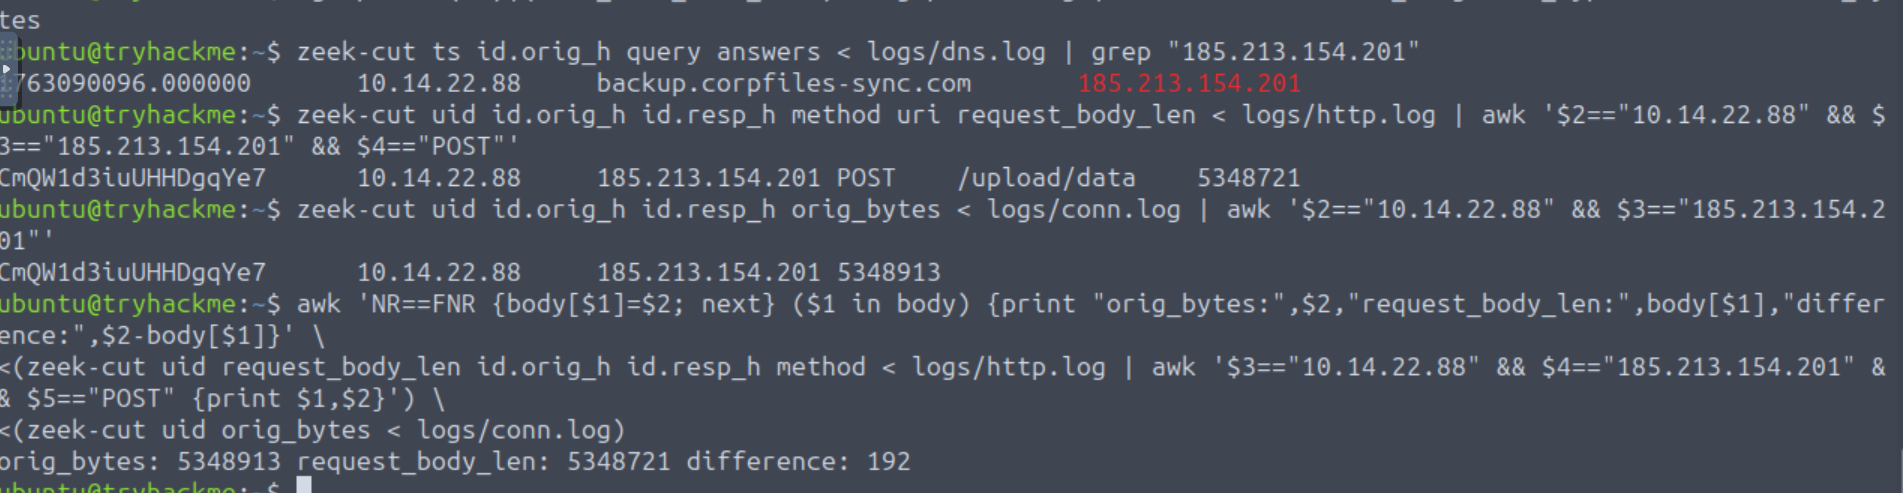 tes
ubuntu@tryhackme:~$ zeek-cut ts id.orig_h query answers < logs/dns.log | grep "185.213.154.201"
1763090096.000000 10.14.22.88 backup.corpfiles-sync.com 185.213.154.201
ubuntu@tryhackme:~$ zeek-cut uid id.orig_h id.resp_h method uri request_body_len < logs/http.log | awk '$2=="10.14.22.88" && $
3=="185.213.154.201" && $4=="POST"'
CmQW1d3iuUHHDgqYe7 10.14.22.88 185.213.154.201 POST /upload/data 5348721
ubuntu@tryhackme:~$ zeek-cut uid id.orig_h id.resp_h orig_bytes < logs/conn.log | awk '$2=="10.14.22.88" && $3=="185.213.154.2
01"'
CmQW1d3iuUHHDgqYe7 10.14.22.88 185.213.154.201 5348913
ubuntu@tryhackme:~$ awk 'NR==FNR {body[$1]=$2; next} ($1 in body) {print "orig_bytes:",$2,"request_body_len:",body[$1],"differ
ence:",$2-body[$1]}' \
<(zeek-cut uid request_body_len id.orig_h id.resp_h method < logs/http.log | awk '$3=="10.14.22.88" && $4=="185.213.154.201" &
& $5=="POST" {print $1,$2}') \
<(zeek-cut uid orig_bytes < logs/conn.log)
orig_bytes: 5348913 request_body_len: 5348721 difference: 192
ubuntu@tryhackme:~$